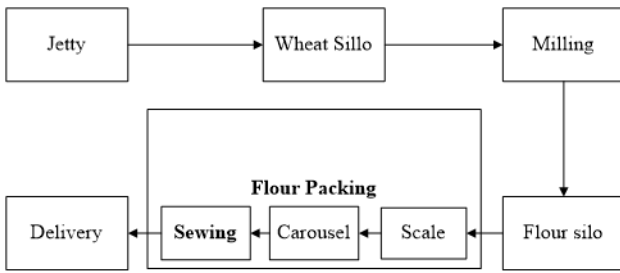 Jetty
Wheat Sillo
Milling
Flour Packing
Delivery
Sewing
Carousel
Scale
Flour silo